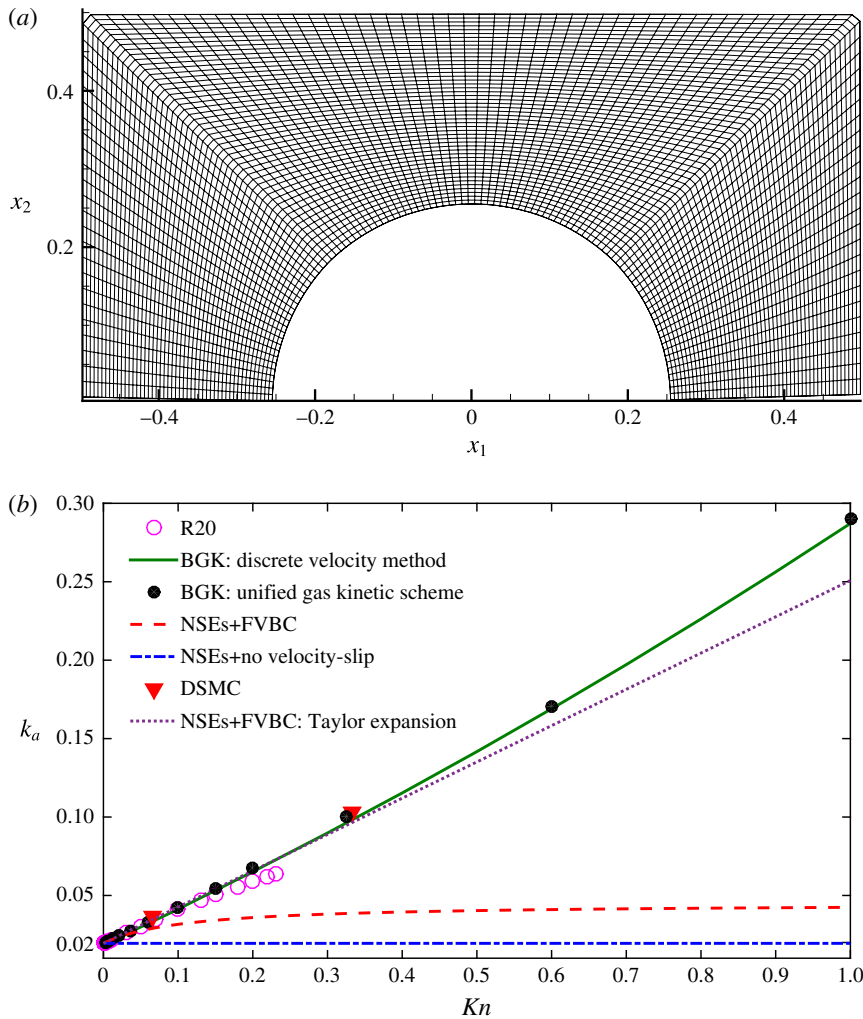 (a)
0.4
x2
0.2
−0.4 −0.2 0 0.2 0.4
x1
(b)
0.30
R20
BGK: discrete velocity method
0.25
BGK: unified gas kinetic scheme
NSEs+FVBC
0.20
NSEs+no velocity-slip
DSMC
NSEs+FVBC: Taylor expansion
0.15
ka
0.10
0.05
0.02
0 0.1 0.2 0.3 0.4 0.5 0.6 0.7 0.8 0.9 1.0
Kn